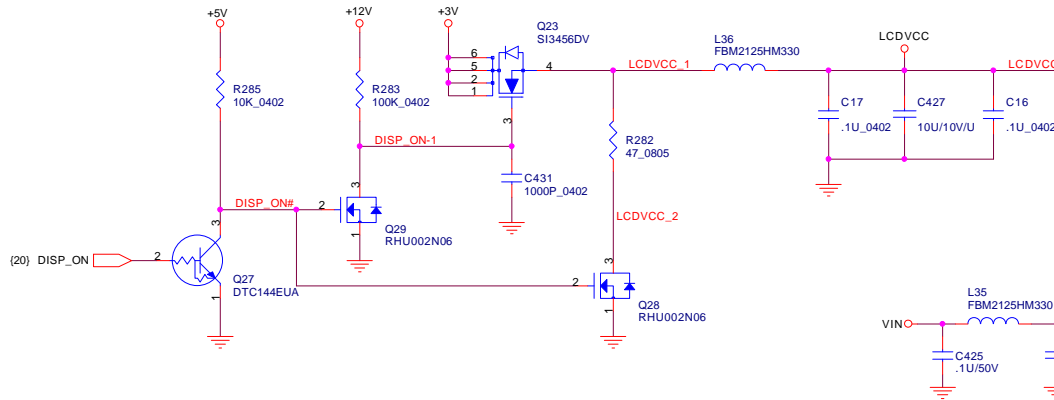 +5V
+12V
+3V
Q23
SI3456DV
L36
FBM2125HM330
LCDVCC
6
5
2
1
4
LCDVCC_1
LCDVCC
R285
10K_0402
R283
100K_0402
C17
.1U_0402
C427
10U/10V/U
C16
.1U_0402
3
DISP_ON-1
R282
47_0805
C431
1000P_0402
3
DISP_ON#
2
1
Q29
RHU002N06
LCDVCC_2
3
{20} DISP_ON
2
1
Q27
DTC144EUA
3
2
1
Q28
RHU002N06
L35
FBM2125HM330
VIN
C425
.1U/50V